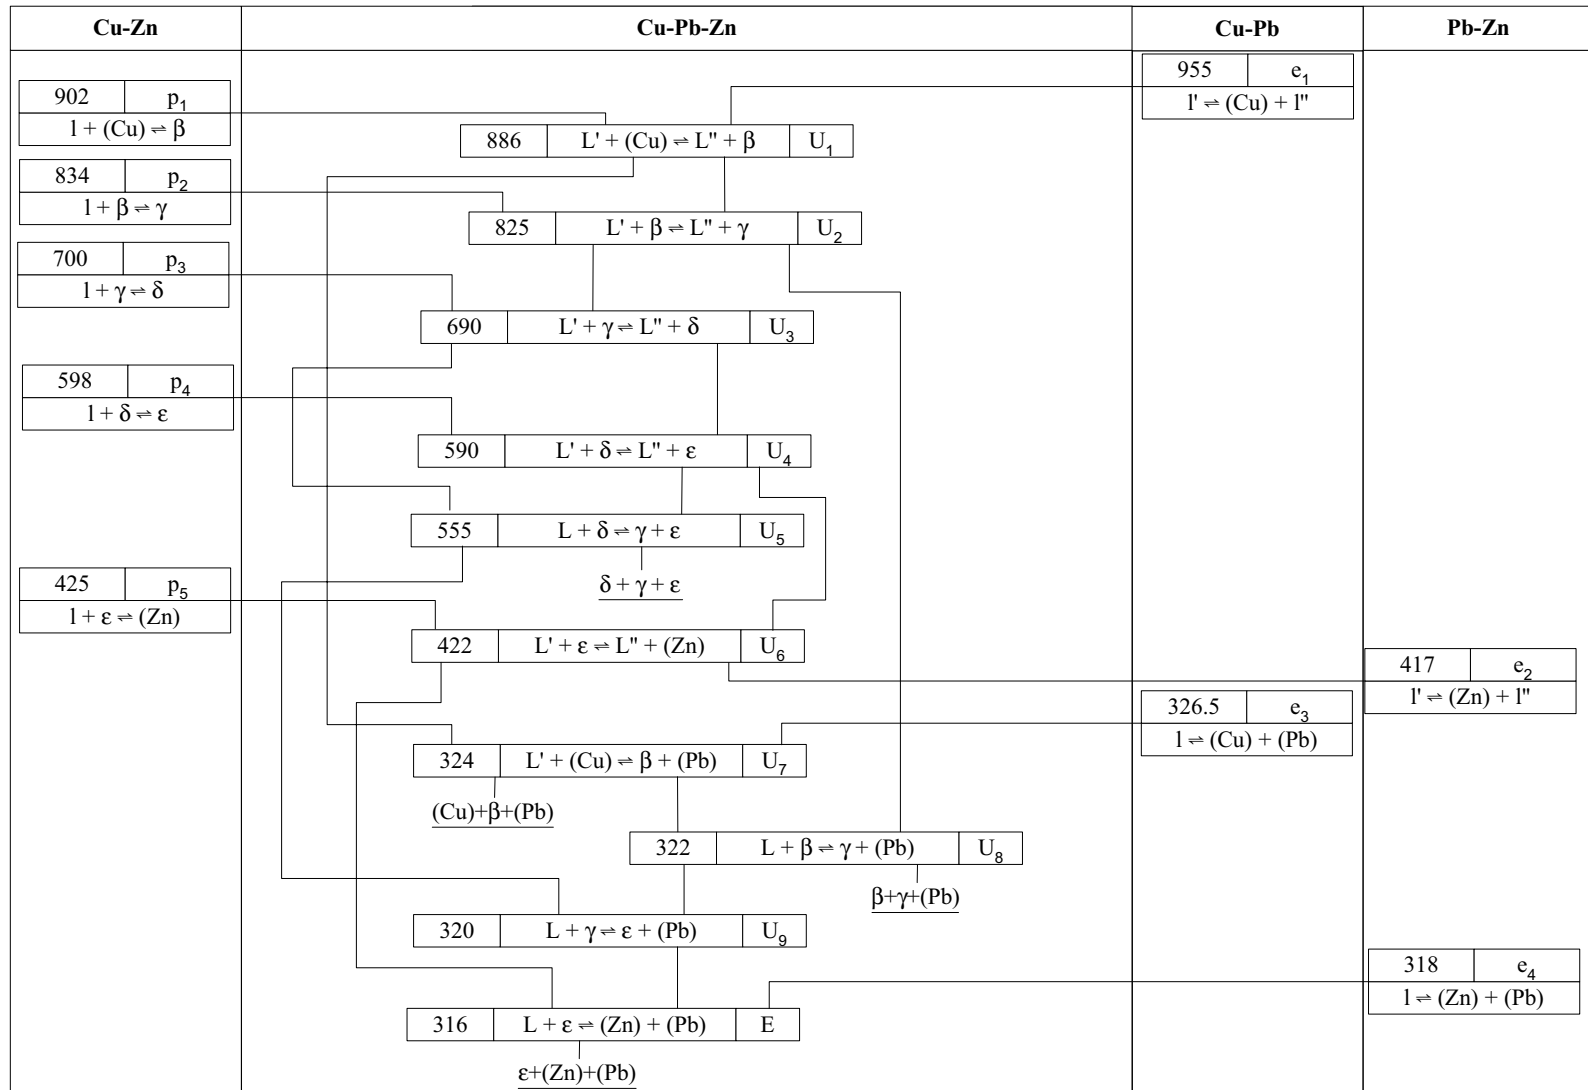 Cu-Zn Cu-Pb-Zn Cu-Pb Pb-Zn
955 e1
l' ⇌ (Cu) + l"
902 p1
l + (Cu) ⇌ β
886 L' + (Cu) ⇌ L" + β U1
834 p2
l + β ⇌ γ
825 L' + β ⇌ L" + γ U2
700 p3
l + γ ⇌ δ
690 L' + γ ⇌ L" + δ U3
598 p4
l + δ ⇌ ε
590 L' + δ ⇌ L" + ε U4
555 L + δ ⇌ γ + ε U5
δ + γ + ε
425 p5
l + ε ⇌ (Zn)
422 L' + ε ⇌ L" + (Zn) U6
417 e2
l' ⇌ (Zn) + l"
326.5 e3
l ⇌ (Cu) + (Pb)
324 L' + (Cu) ⇌ β + (Pb) U7
(Cu)+β+(Pb)
322 L + β ⇌ γ + (Pb) U8
β+γ+(Pb)
320 L + γ ⇌ ε + (Pb) U9
318 e4
l ⇌ (Zn) + (Pb)
316 L + ε ⇌ (Zn) + (Pb) E
ε+(Zn)+(Pb)